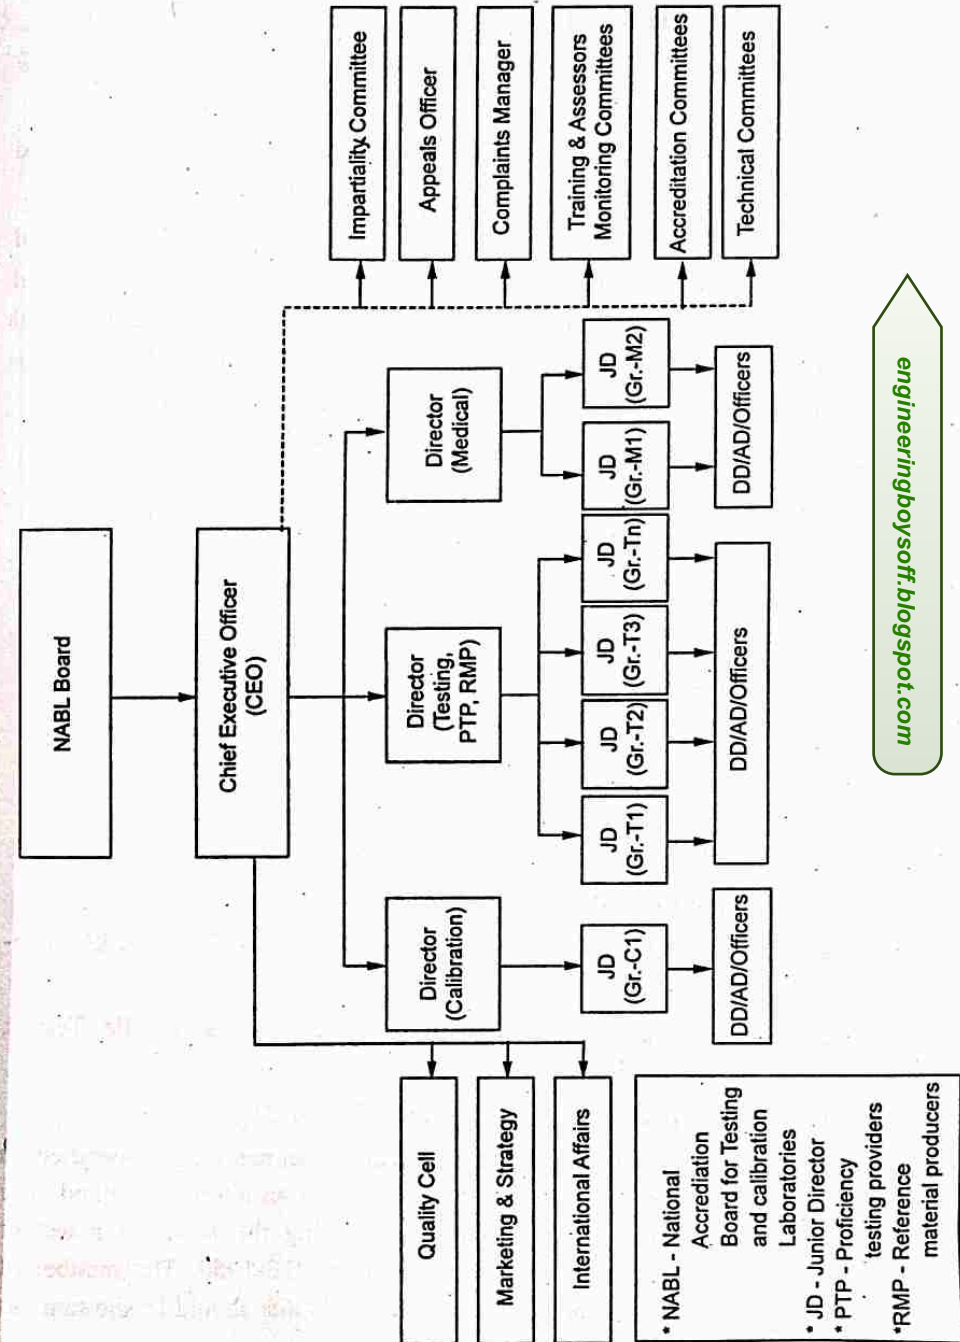 NABL Board
Chief Executive Officer
(CEO)
Quality Cell
Marketing & Strategy
International Affairs
Director
(Calibration)
Director
(Testing,
PTP, RMP)
Director
(Medical)
JD
(Gr.-C1)
JD
(Gr.-T1)
JD
(Gr.-T2)
JD
(Gr.-T3)
JD
(Gr.-Tn)
JD
(Gr.-M1)
JD
(Gr.-M2)
DD/AD/Officers
DD/AD/Officers
DD/AD/Officers
Impartiality Committee
Appeals Officer
Complaints Manager
Training & Assessors
Monitoring Committees
Accreditation Committees
Technical Committees
* NABL - National
Accrediation
Board for Testing
and calibration
Laboratories
* JD - Junior Director
* PTP - Proficiency
testing providers
*RMP - Reference
material producers
engineeringboysoff.blogspot.com